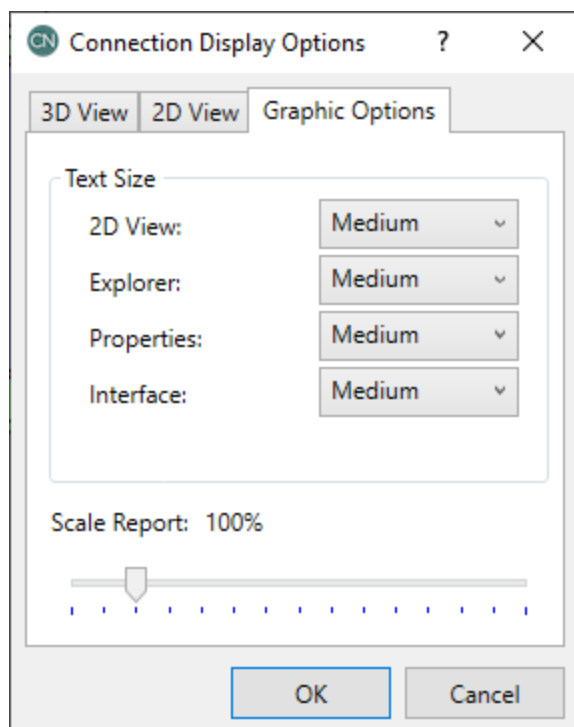 CN Connection Display Options ?
3D View 2D View Graphic Options
Text Size
2D View: Medium
Explorer: Medium
Properties: Medium
Interface: Medium
Scale Report: 100%
OK Cancel